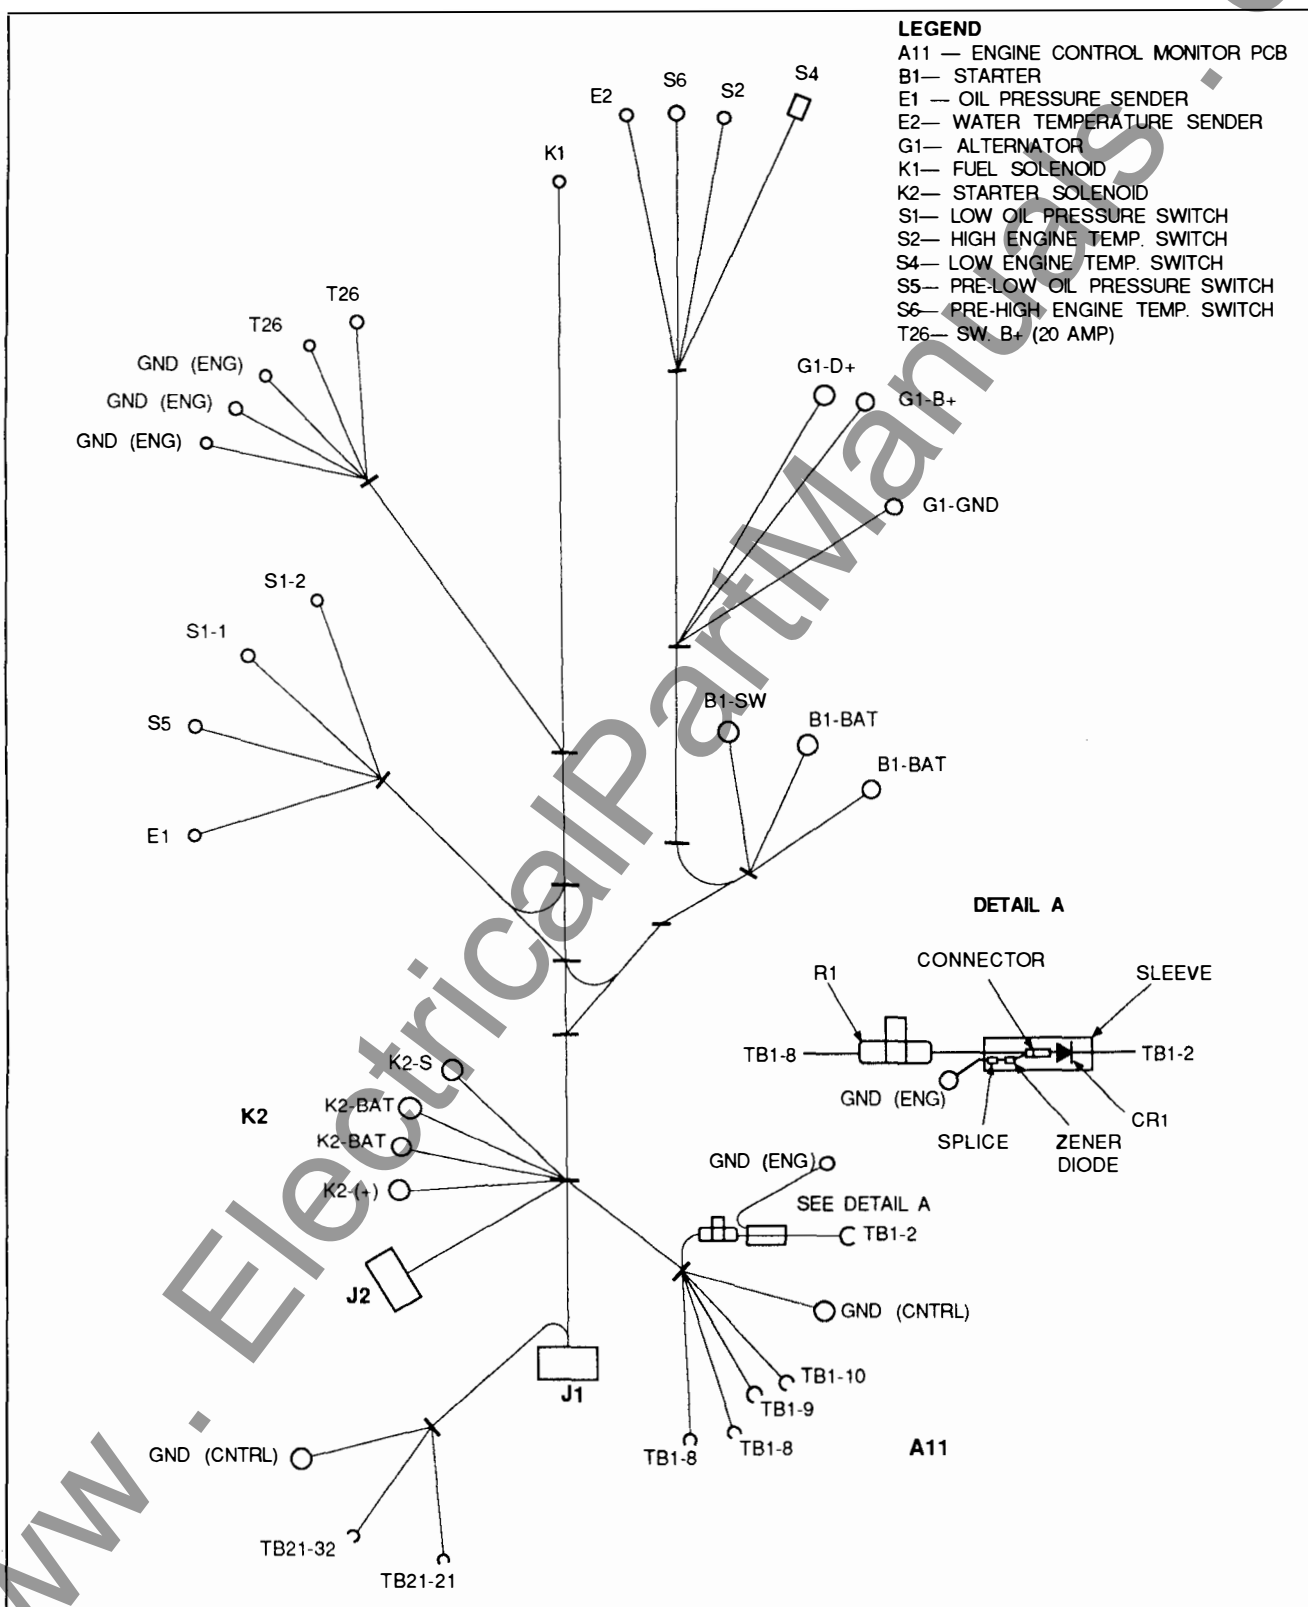 LEGEND
A11 — ENGINE CONTROL MONITOR PCB
B1— STARTER
E1 — OIL PRESSURE SENDER
E2— WATER TEMPERATURE SENDER
G1— ALTERNATOR
K1— FUEL SOLENOID
K2— STARTER SOLENOID
S1— LOW OIL PRESSURE SWITCH
S2— HIGH ENGINE TEMP. SWITCH
S4— LOW ENGINE TEMP. SWITCH
S5— PRE-LOW OIL PRESSURE SWITCH
S6— PRE-HIGH ENGINE TEMP. SWITCH
T26— SW. B+ (20 AMP)
E2
S6
S2
S4
K1
T26
T26
GND (ENG)
GND (ENG)
GND (ENG)
G1-D+
G1-B+
G1-GND
S1-2
S1-1
S5
E1
B1-SW
B1-BAT
B1-BAT
DETAIL A
R1
CONNECTOR
SLEEVE
TB1-8
TB1-2
GND (ENG)
CR1
SPLICE
ZENER
DIODE
K2
K2-S
K2-BAT
K2-BAT
K2-(+)
J2
J1
GND (ENG)
SEE DETAIL A
TB1-2
GND (CNTRL)
TB1-10
TB1-9
TB1-8
TB1-8
A11
GND (CNTRL)
TB21-32
TB21-21
www.ElectricalPartManuals.